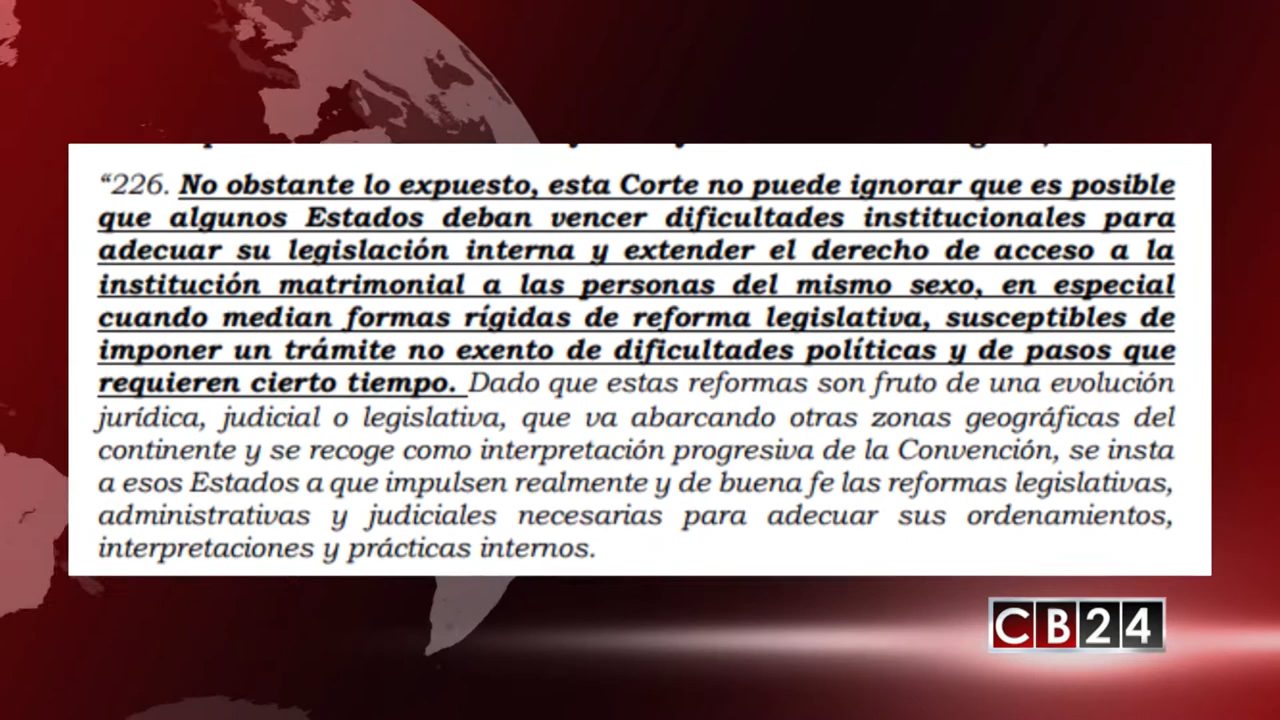 “226. No obstante lo expuesto, esta Corte no puede ignorar que es posible
que algunos Estados deban vencer dificultades institucionales para
adecuar su legislación interna y extender el derecho de acceso a la
institución matrimonial a las personas del mismo sexo, en especial
cuando median formas rígidas de reforma legislativa, susceptibles de
imponer un trámite no exento de dificultades políticas y de pasos que
requieren cierto tiempo. Dado que estas reformas son fruto de una evolución
jurídica, judicial o legislativa, que va abarcando otras zonas geográficas del
continente y se recoge como interpretación progresiva de la Convención, se insta
a esos Estados a que impulsen realmente y de buena fe las reformas legislativas,
administrativas y judiciales necesarias para adecuar sus ordenamientos,
interpretaciones y prácticas internos.
CB24